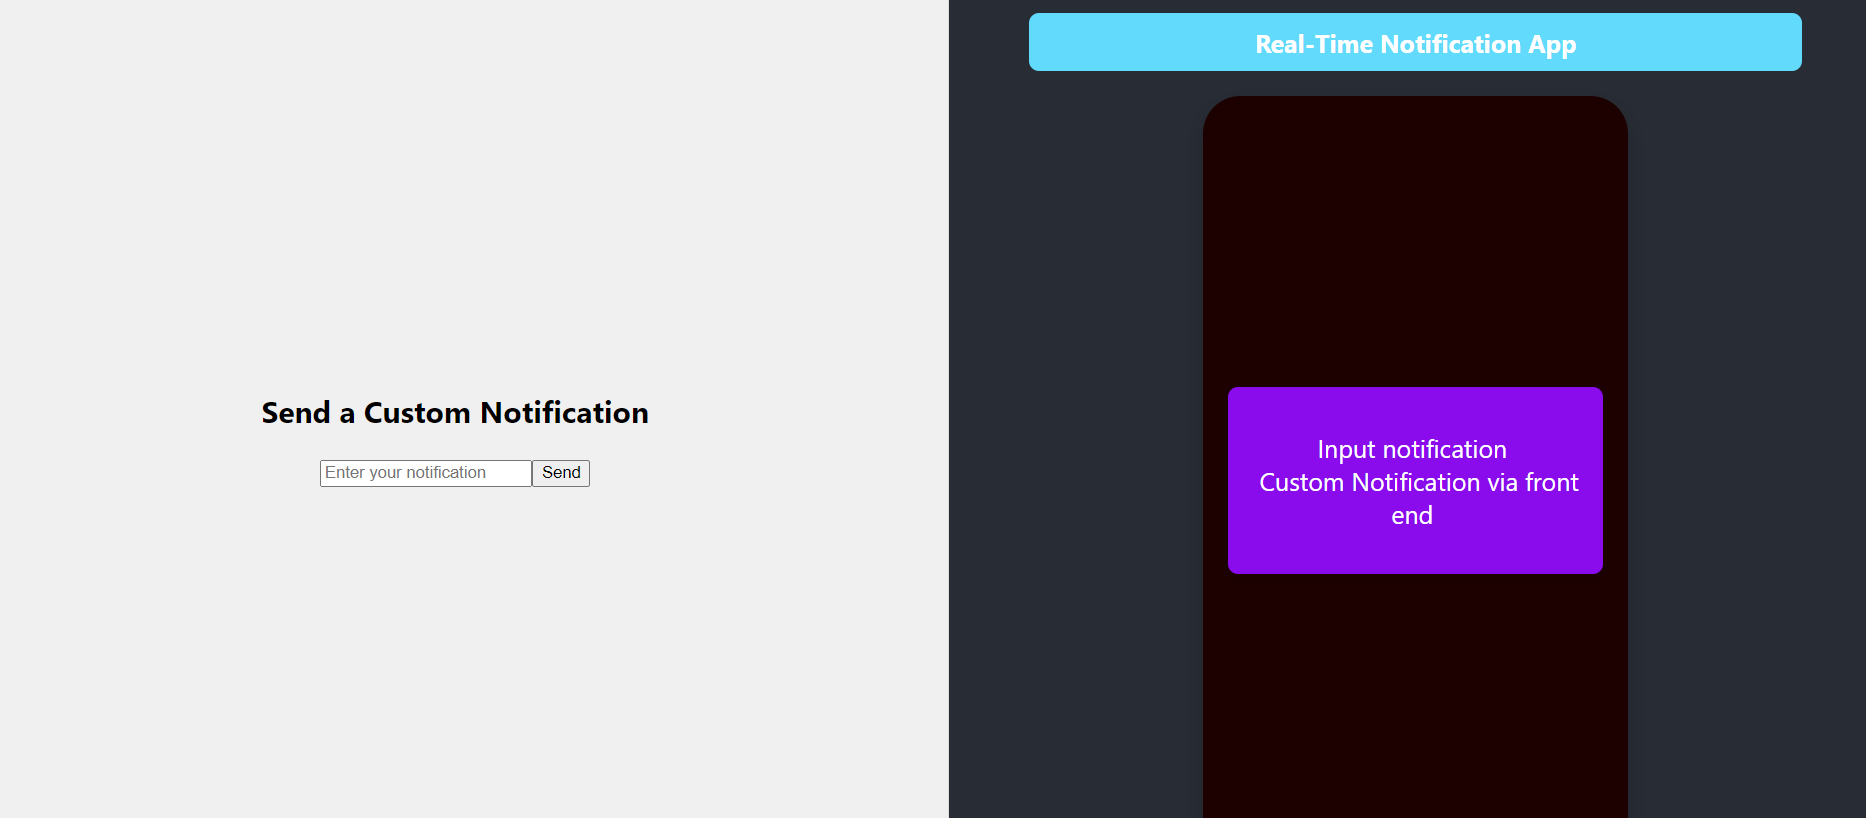 Send a Custom Notification
Enter your notification
Send
Real-Time Notification App
Input notification
Custom Notification via front
end